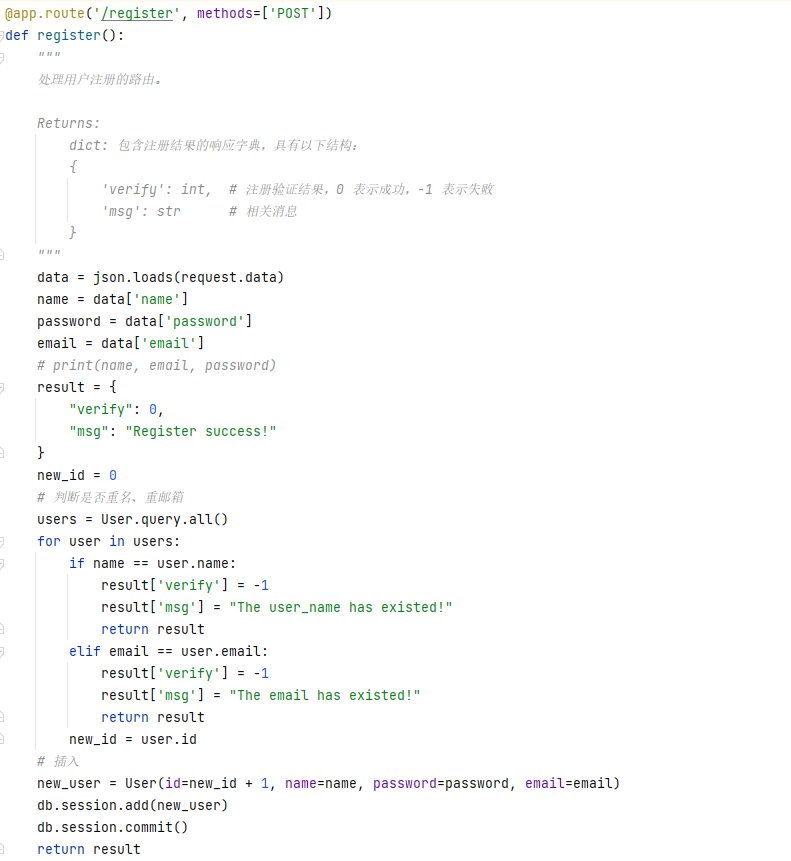 @app.route('/register', methods=['POST'])
def register():
    """
    处理用户注册的路由。

    Returns:
        dict: 包含注册结果的响应字典，具有以下结构：
        {
            'verify': int,  # 注册验证结果，0 表示成功，-1 表示失败
            'msg': str      # 相关消息
        }
    """
    data = json.loads(request.data)
    name = data['name']
    password = data['password']
    email = data['email']
    # print(name, email, password)
    result = {
        "verify": 0,
        "msg": "Register success!"
    }
    new_id = 0
    # 判断是否重名、重邮箱
    users = User.query.all()
    for user in users:
        if name == user.name:
            result['verify'] = -1
            result['msg'] = "The user_name has existed!"
            return result
        elif email == user.email:
            result['verify'] = -1
            result['msg'] = "The email has existed!"
            return result
        new_id = user.id
    # 插入
    new_user = User(id=new_id + 1, name=name, password=password, email=email)
    db.session.add(new_user)
    db.session.commit()
    return result